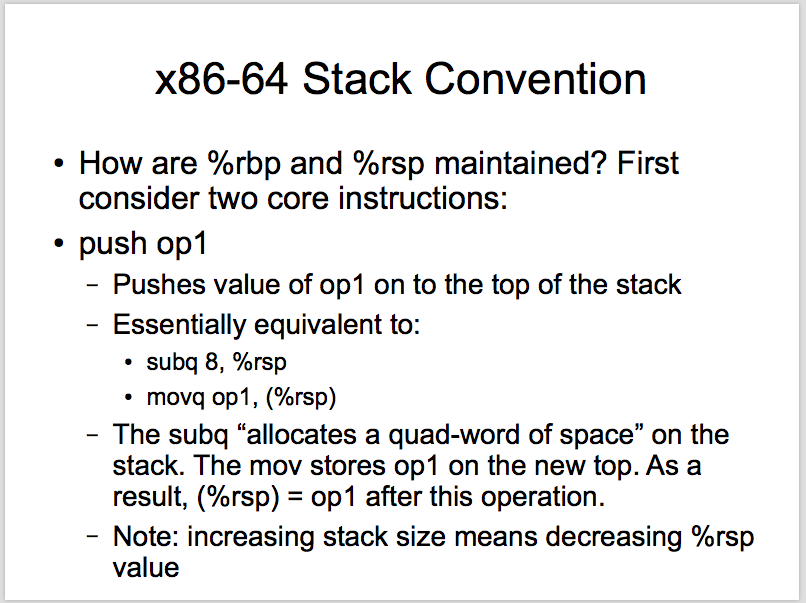 x86-64 Stack Convention
• How are %rbp and %rsp maintained? First
consider two core instructions:
• push op1
– Pushes value of op1 on to the top of the stack
– Essentially equivalent to:
• subq 8, %rsp
• movq op1, (%rsp)
– The subq “allocates a quad-word of space” on the
stack. The mov stores op1 on the new top. As a
result, (%rsp) = op1 after this operation.
– Note: increasing stack size means decreasing %rsp
value